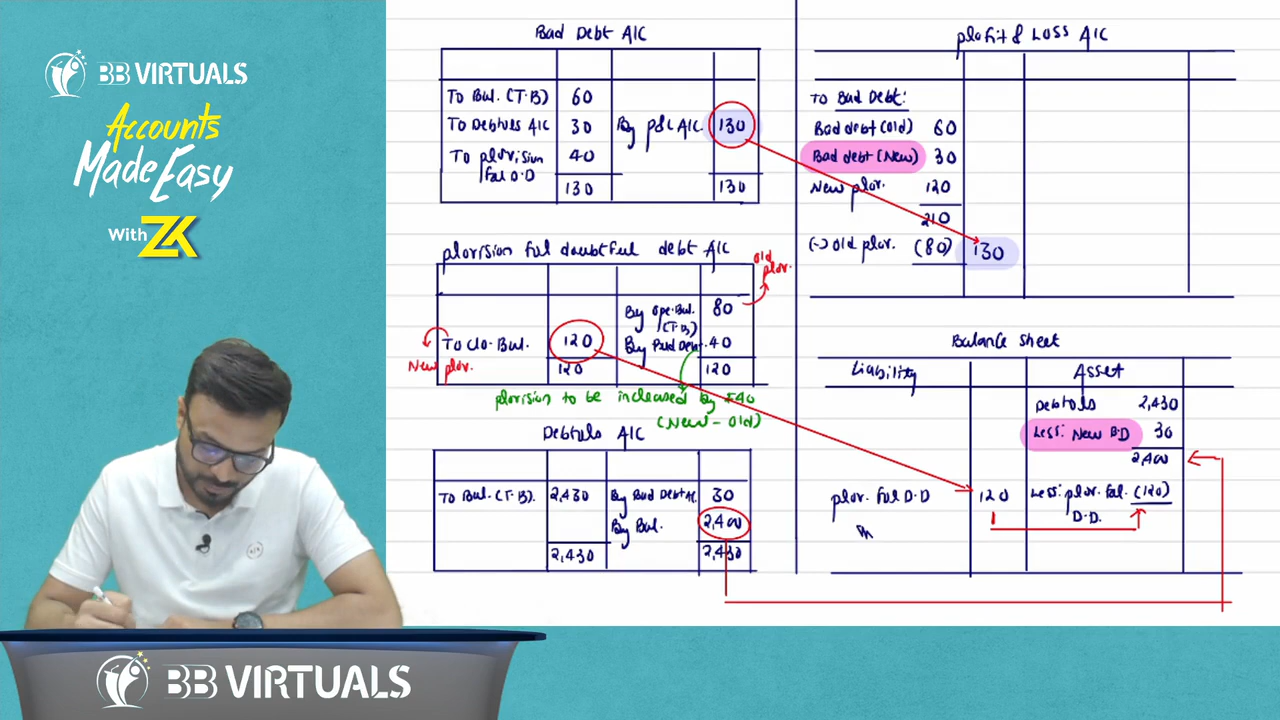 BB VIRTUALS
Accounts
Made Easy
With ZK
Bad Debt A/C
To Bal. (T.B) 60
To Debtors A/C 30 By P&L A/C 130
To provision
for D.D 40
130 130
provision for doubtful debt A/C
old
prov.
By Ope. Bal.
(T.B) 80
To Clo. Bal. 120 By Bad Debt 40
New prov. 120 120
provision to be increased by ₹40
(New - old)
Debtors A/C
To Bal. (T.B). 2,430 By Bad Debt A/C 30
By Bal. 2,400
2,430 2,430
profit & Loss A/C
To Bad Debt:
Bad debt (old) 60
Bad debt (New) 30
New prov. 120
210
(-) old prov. (80) 130
Balance sheet
Liability Asset
Debtors 2,430
Less: New B.D 30
2,400
prov. for D.D 120 Less: prov. for. (120)
D.D.
BB VIRTUALS